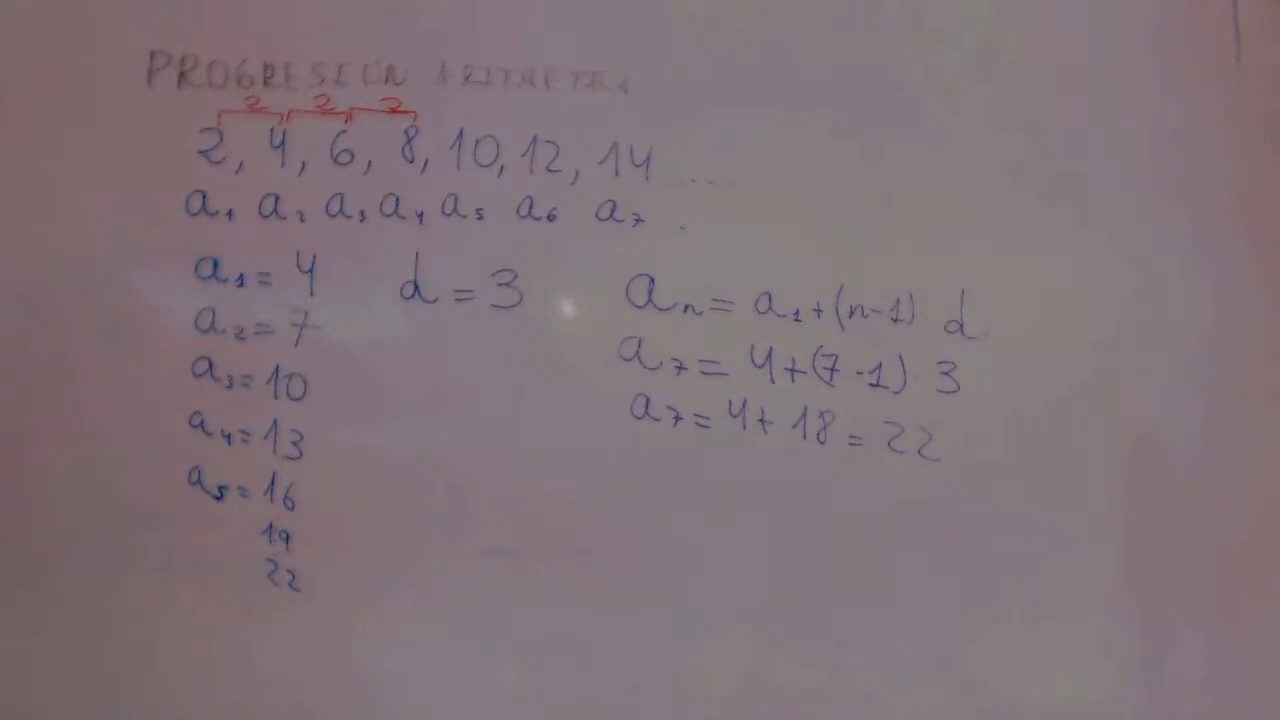 PROGRESION ARITMETICA
2 2 2
2, 4, 6, 8, 10, 12, 14 ....
a₁ a₂ a₃ a₄ a₅ a₆ a₇ .
a₁ = 4 d = 3 aₙ = a₁ + (n-1) d
a₂ = 7 a₇ = 4 + (7-1) 3
a₃ = 10 a₇ = 4 + 18 = 22
a₄ = 13
a₅ = 16
19
22